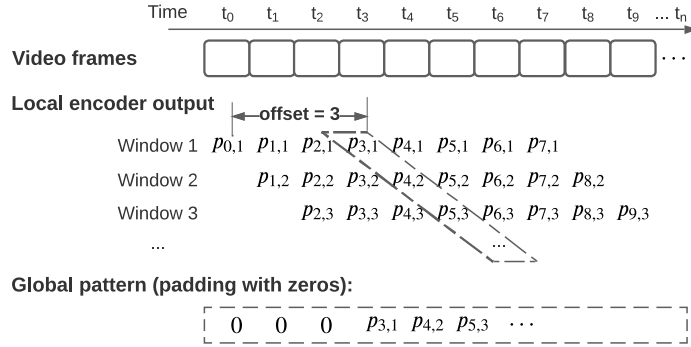 Time t0 t1 t2 t3 t4 t5 t6 t7 t8 t9 ... tn
Video frames ...
Local encoder output
offset = 3
Window 1 p0,1 p1,1 p2,1 p3,1 p4,1 p5,1 p6,1 p7,1
Window 2 p1,2 p2,2 p3,2 p4,2 p5,2 p6,2 p7,2 p8,2
Window 3 p2,3 p3,3 p4,3 p5,3 p6,3 p7,3 p8,3 p9,3
... ...
Global pattern (padding with zeros):
0 0 0 p3,1 p4,2 p5,3 ...